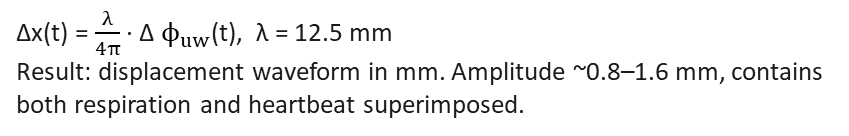 Δx(t) = λ/4π · Δ ϕuw(t), λ = 12.5 mm
Result: displacement waveform in mm. Amplitude ~0.8–1.6 mm, contains
both respiration and heartbeat superimposed.